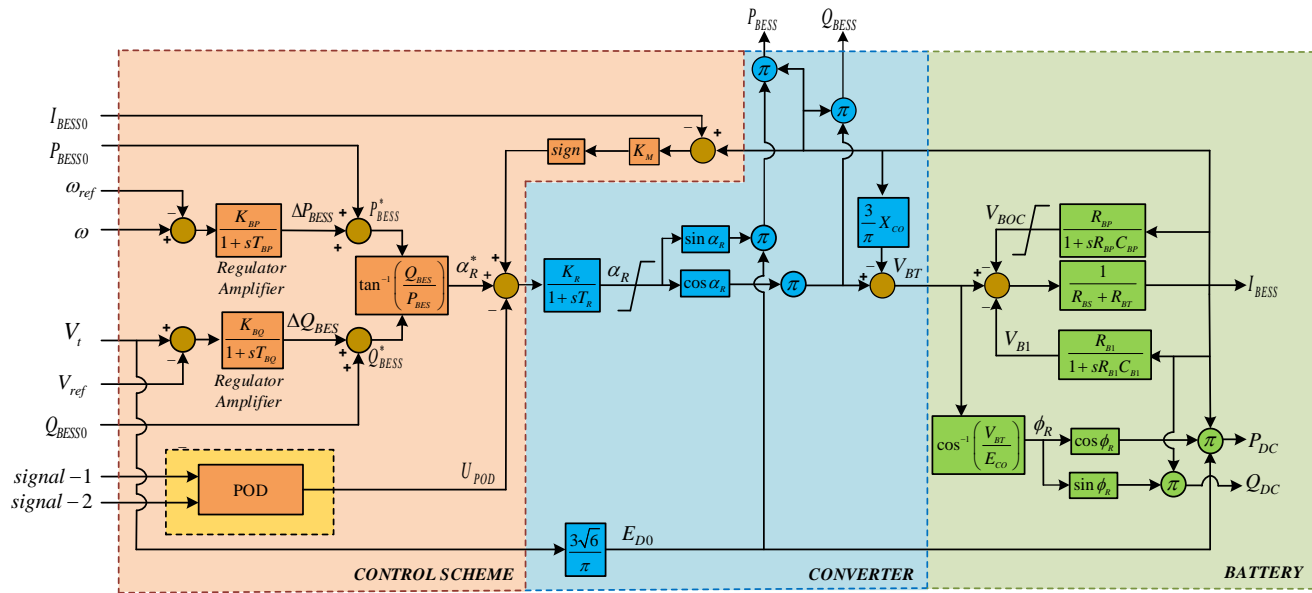 P_BESS
Q_BESS
I_BESS0
P_BESS0
ω_ref
ω
V_t
V_ref
Q_BESS0
signal-1
signal-2
K_BP
1+sT_BP
Regulator
Amplifier
ΔP_BESS
P*_BESS
K_BQ
1+sT_BQ
Regulator
Amplifier
ΔQ_BES
Q*_BESS
tan⁻¹(Q_BES/P_BES)
α*_R
sign
K_M
POD
U_POD
CONTROL SCHEME
K_R
1+sT_R
α_R
sin α_R
cos α_R
π
π
π
π
3/π X_CO
V_BT
3√6
π
E_D0
CONVERTER
V_BOC
R_BP
1+sR_BP C_BP
1
R_BS + R_BT
I_BESS
V_B1
R_B1
1+sR_B1 C_B1
cos⁻¹(V_BT/E_CO)
ϕ_R
cos ϕ_R
sin ϕ_R
π
π
P_DC
Q_DC
BATTERY